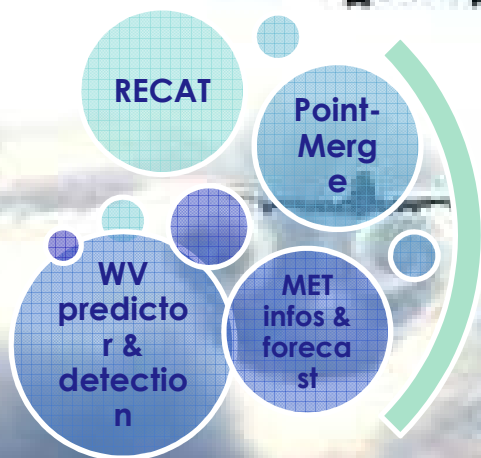 RECAT
Point-
Merg
e
WV
predicto
r &
detectio
n
MET
infos &
foreca
st